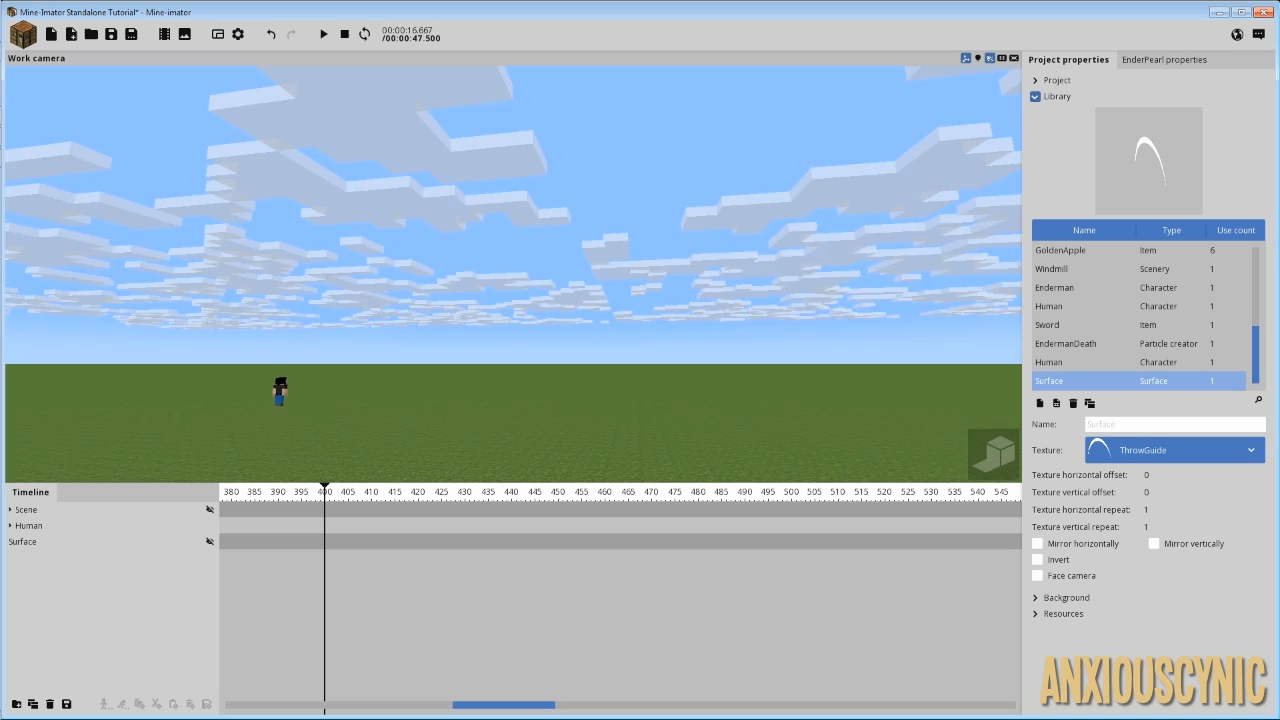 Mine-Imator Standalone Tutorial* - Mine-imator
00:00:16.667
/00:00:47.500
Work camera
Project properties
EnderPearl properties
Project
Library
Name Type Use count
GoldenApple Item 6
Windmill Scenery 1
Enderman Character 1
Human Character 1
Sword Item 1
EndermanDeath Particle creator 1
Human Character 1
Surface Surface 1
Name: Surface
Texture: ThrowGuide
Texture horizontal offset: 0
Texture vertical offset: 0
Texture horizontal repeat: 1
Texture vertical repeat: 1
Mirror horizontally Mirror vertically
Invert
Face camera
Background
Resources
Timeline
380 385 390 395 400 405 410 415 420 425 430 435 440 445 450 455 460 465 470 475 480 485 490 495 500 505 510 515 520 525 530 535 540 545
Scene
Human
Surface
ANXIOUSCYNIC